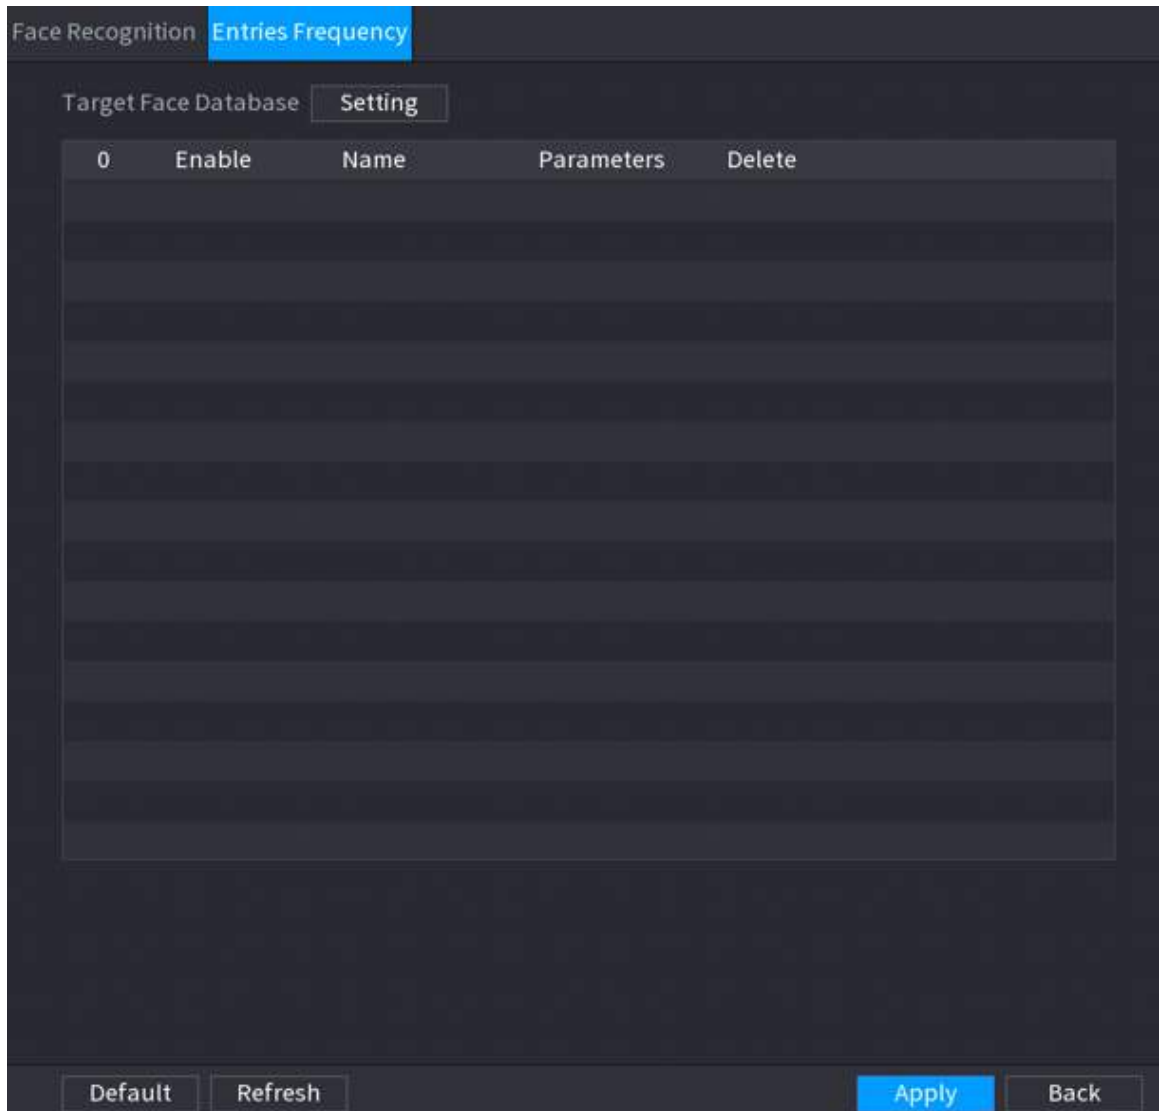 Face Recognition Entries Frequency
Target Face Database Setting
0 Enable Name Parameters Delete
Default Refresh Apply Back